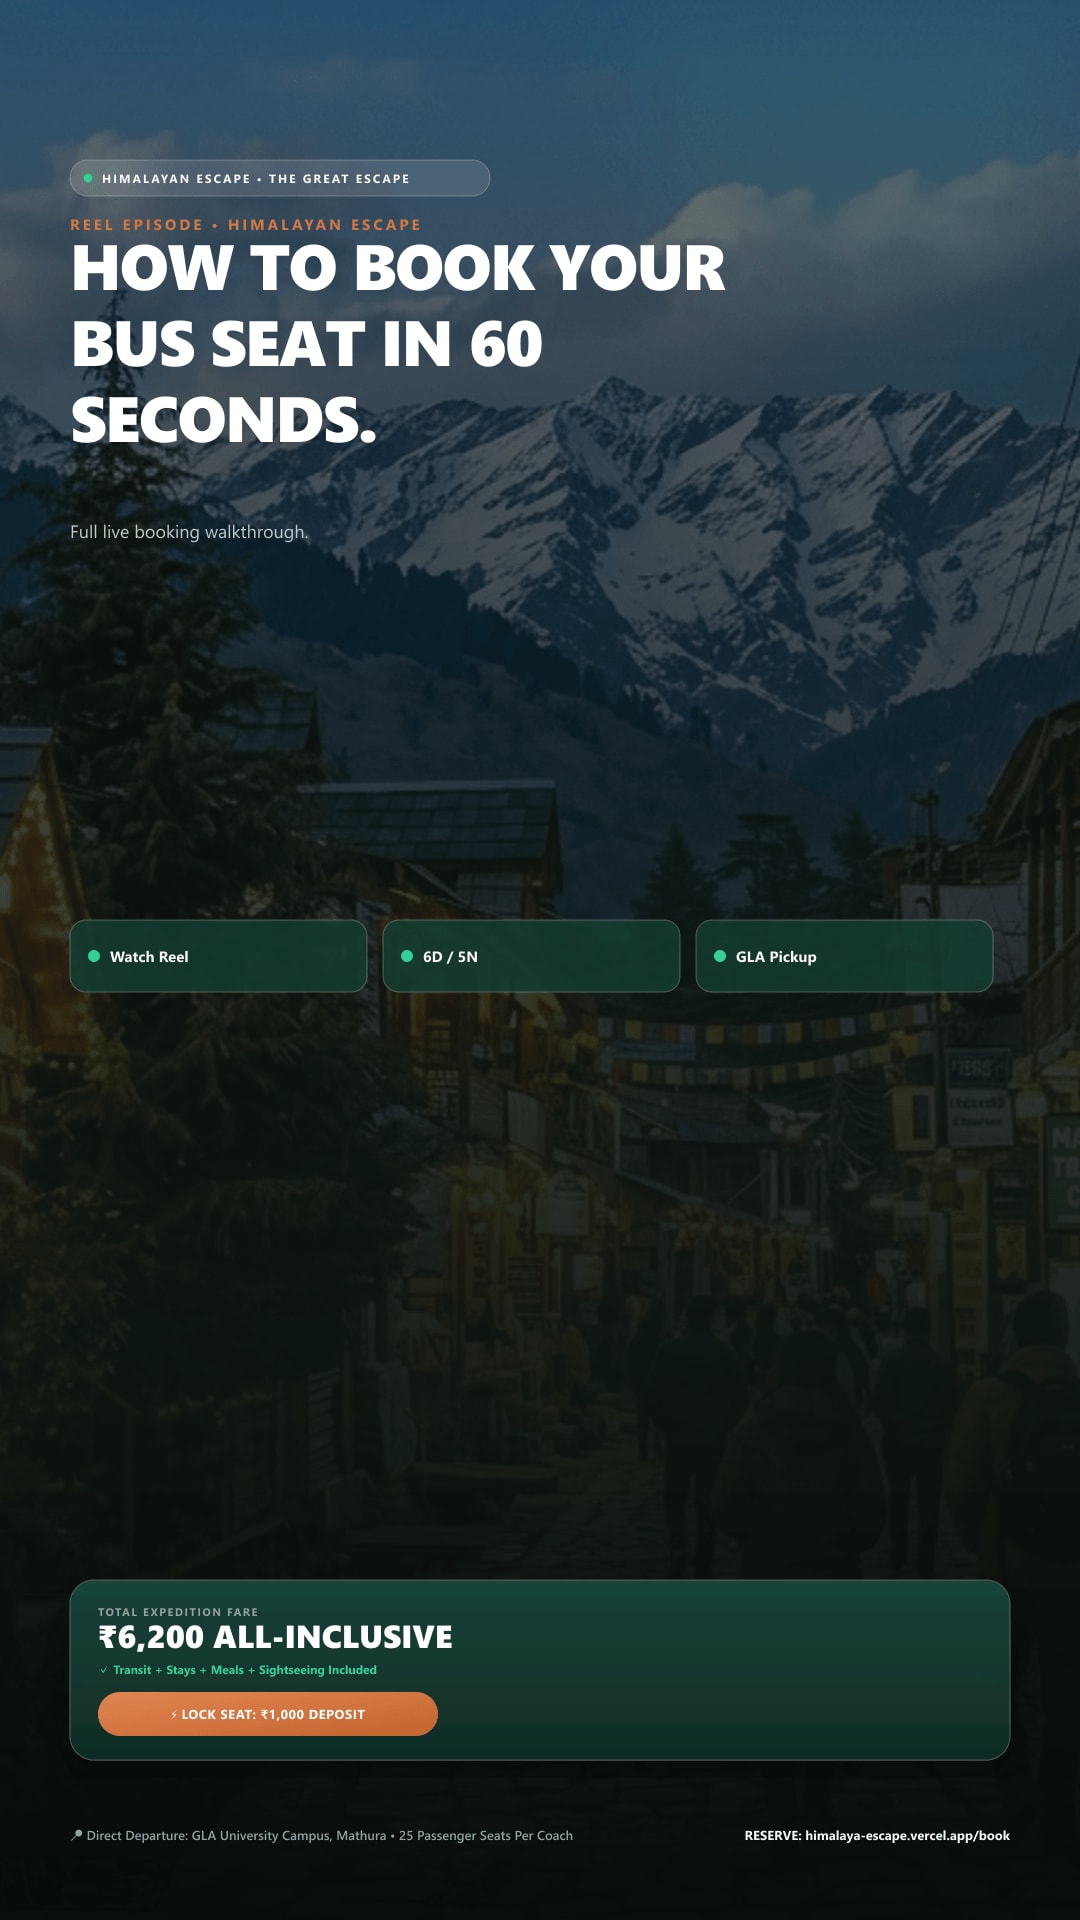 HIMALAYAN ESCAPE • THE GREAT ESCAPE
REEL EPISODE • HIMALAYAN ESCAPE
HOW TO BOOK YOUR
BUS SEAT IN 60
SECONDS.
Full live booking walkthrough.
Watch Reel
6D / 5N
GLA Pickup
TOTAL EXPEDITION FARE
₹6,200 ALL-INCLUSIVE
✓ Transit + Stays + Meals + Sightseeing Included
⚡ LOCK SEAT: ₹1,000 DEPOSIT
📍 Direct Departure: GLA University Campus, Mathura • 25 Passenger Seats Per Coach
RESERVE: himalaya-escape.vercel.app/book